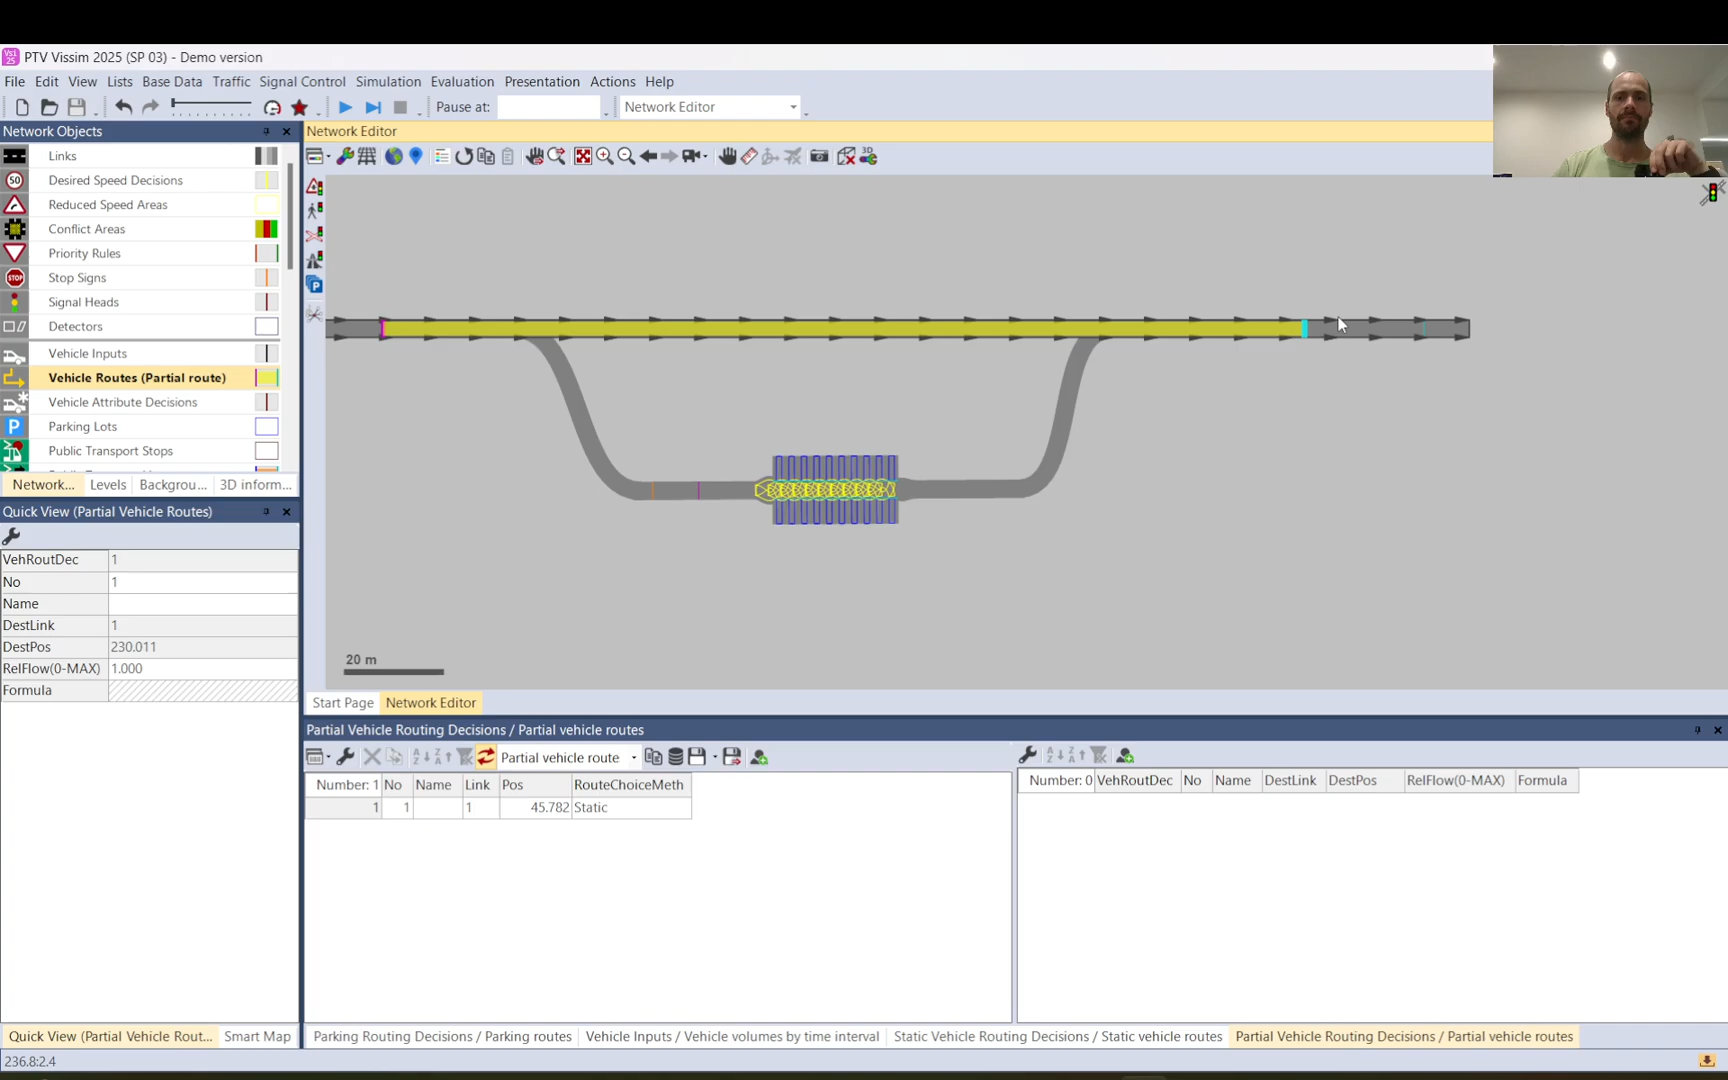 PTV Vissim 2025 (SP 03) - Demo version
File Edit View Lists Base Data Traffic Signal Control Simulation Evaluation Presentation Actions Help
Pause at: Network Editor
Network Objects
Links
Desired Speed Decisions
Reduced Speed Areas
Conflict Areas
Priority Rules
Stop Signs
Signal Heads
Detectors
Vehicle Inputs
Vehicle Routes (Partial route)
Vehicle Attribute Decisions
Parking Lots
Public Transport Stops
Network... Levels Backgrou... 3D inform...
Quick View (Partial Vehicle Routes)
VehRoutDec 1
No 1
Name
DestLink 1
DestPos 230.011
RelFlow(0-MAX) 1.000
Formula
Quick View (Partial Vehicle Rout... Smart Map
236.8:2.4
Network Editor
20 m
Start Page Network Editor
Partial Vehicle Routing Decisions / Partial vehicle routes
Partial vehicle route
Number: 1 No Name Link Pos RouteChoiceMeth
1 1 1 45.782 Static
Number: 0 VehRoutDec No Name DestLink DestPos RelFlow(0-MAX) Formula
Parking Routing Decisions / Parking routes Vehicle Inputs / Vehicle volumes by time interval Static Vehicle Routing Decisions / Static vehicle routes Partial Vehicle Routing Decisions / Partial vehicle routes